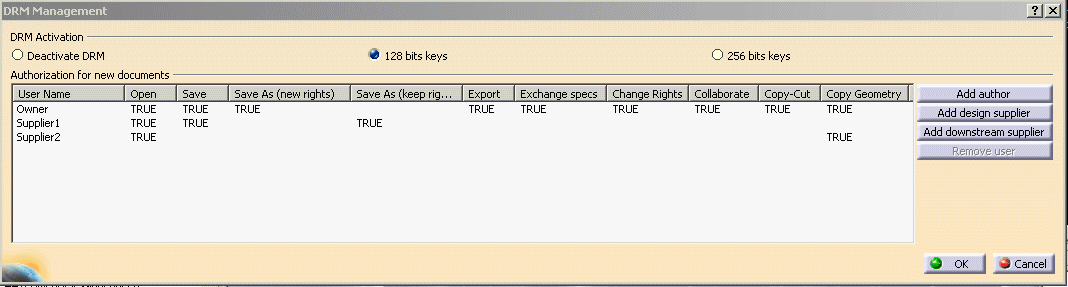 DRM Management
DRM Activation
Deactivate DRM 128 bits keys 256 bits keys
Authorization for new documents
User Name Open Save Save As (new rights) Save As (keep rig... Export Exchange specs Change Rights Collaborate Copy-Cut Copy Geometry
Owner TRUE TRUE TRUE TRUE TRUE TRUE TRUE TRUE TRUE
Supplier1 TRUE TRUE TRUE
Supplier2 TRUE TRUE
Add author
Add design supplier
Add downstream supplier
Remove user
OK Cancel